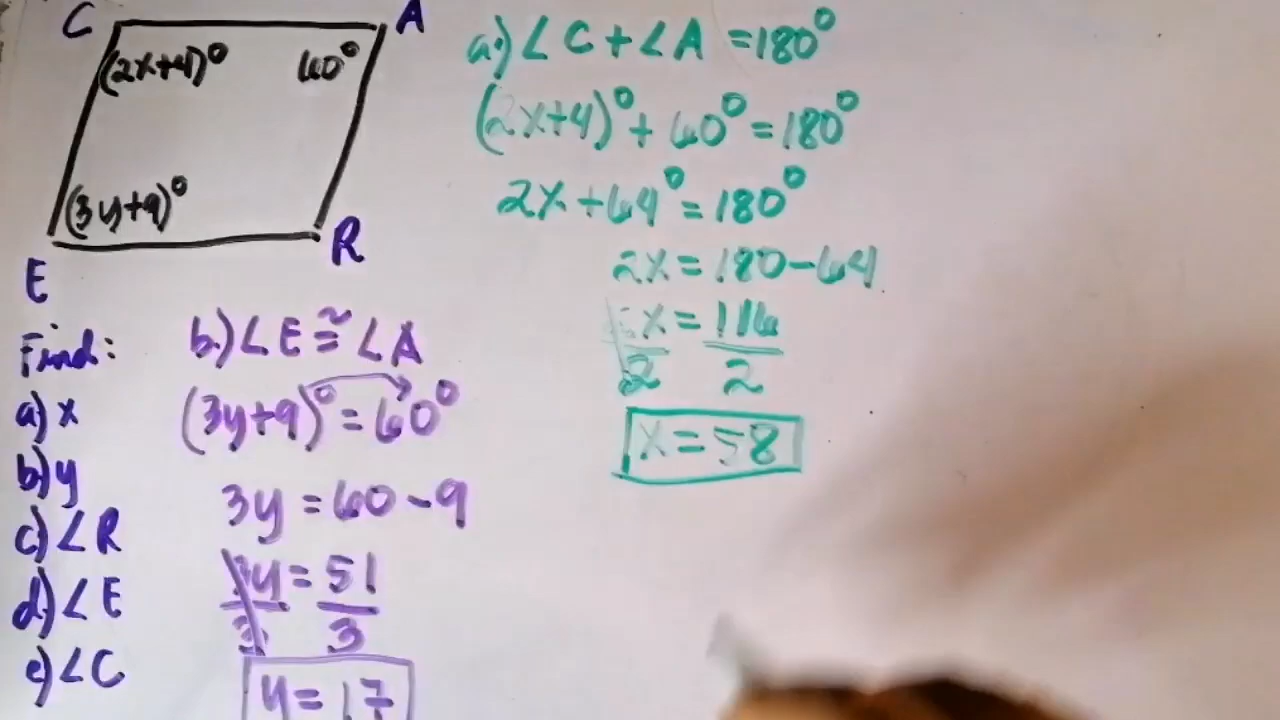 C
A
(2x+4)°
60°
(3y+9)°
R
E
Find:
a) x
b) y
c) ∠R
d) ∠E
e) ∠C
a.) ∠C + ∠A = 180°
(2x+4)° + 60° = 180°
2x + 64° = 180°
2x = 180 - 64
2x = 116
2 2
x = 58
b.) ∠E ≅ ∠A
(3y+9)° = 60°
3y = 60 - 9
3y = 51
3 3
y = 17